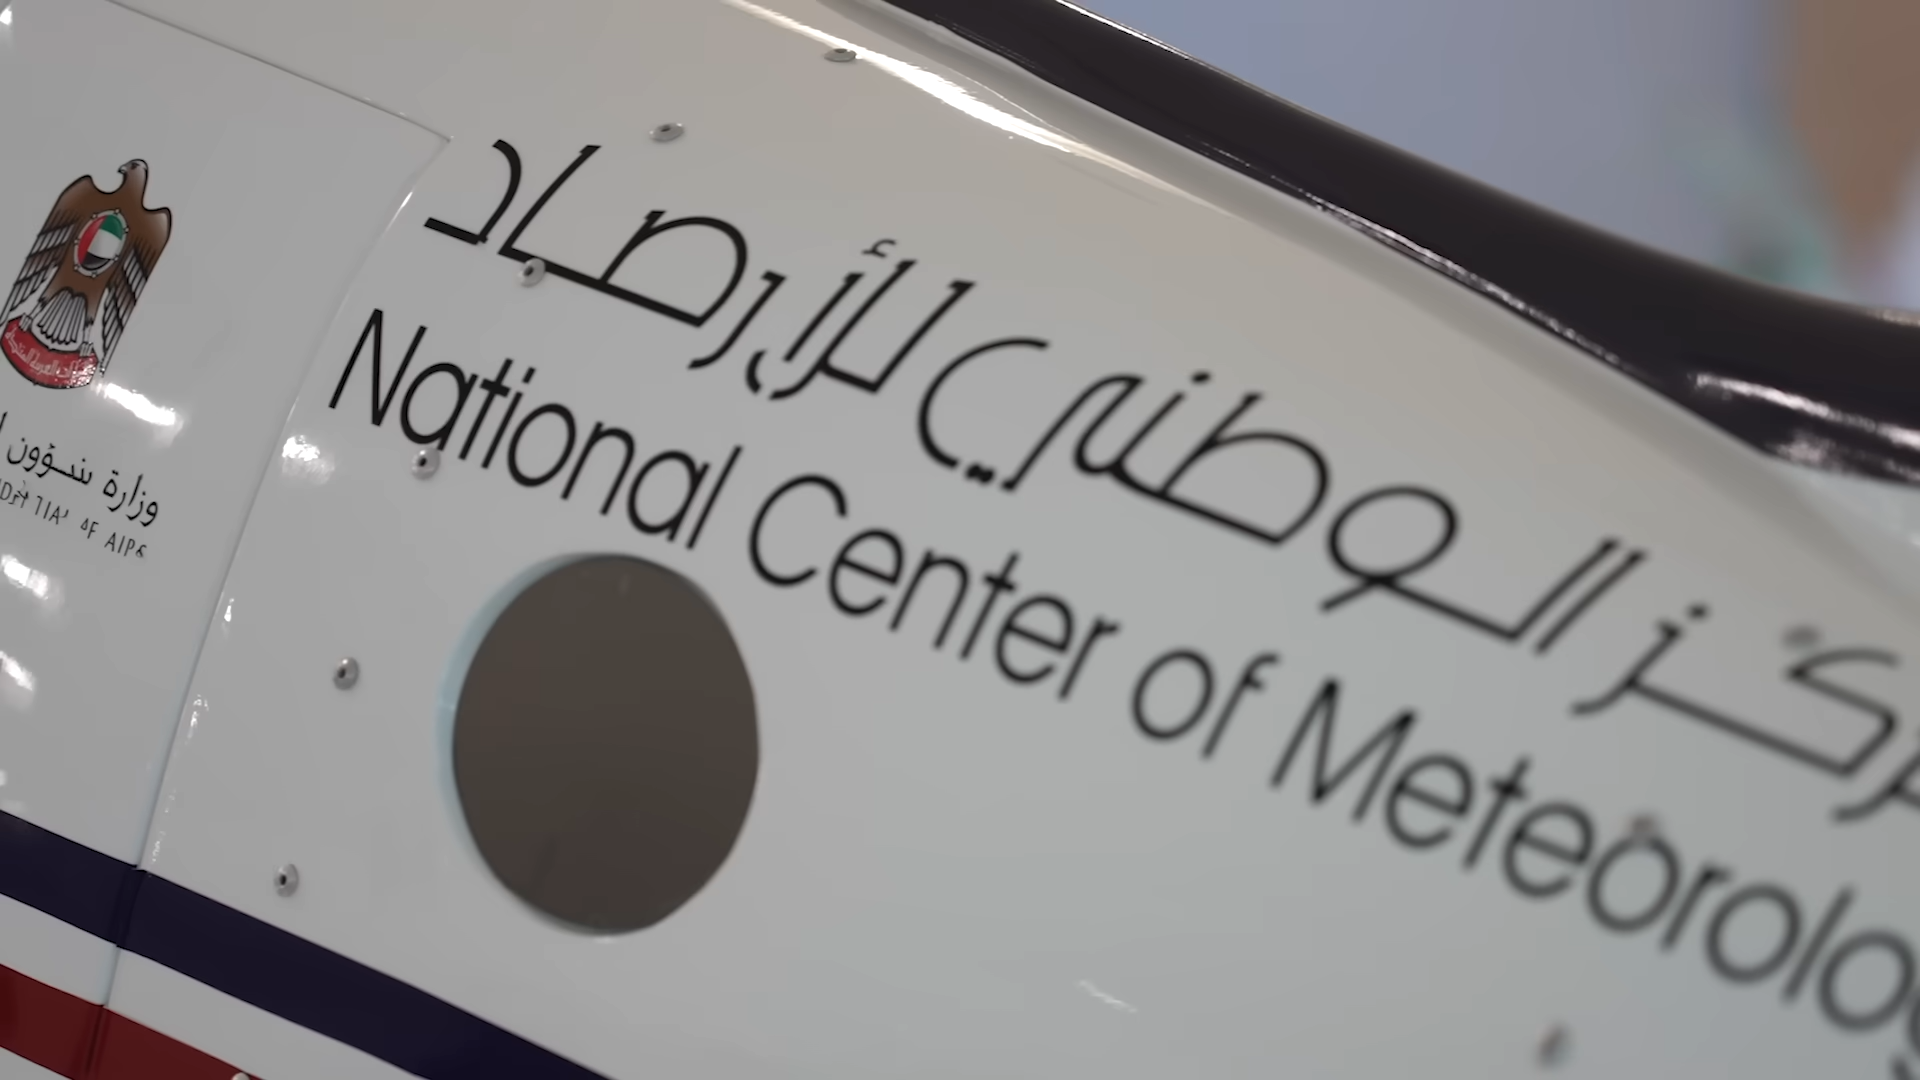 المركز الوطني للأرصاد
National Center of Meteorolog
وزارة شؤون